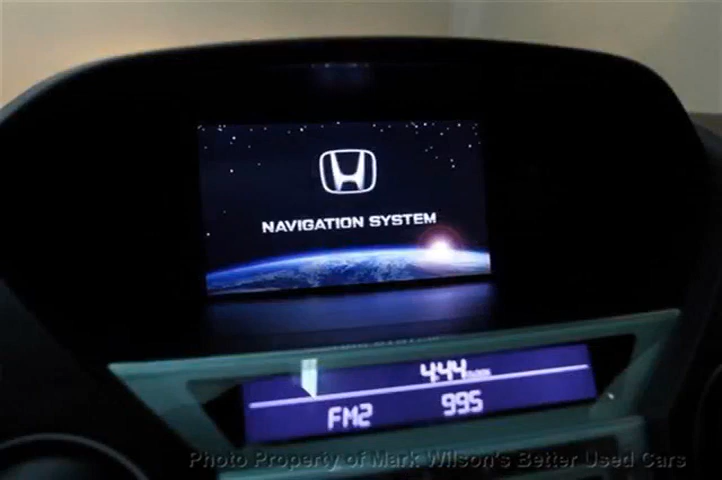 NAVIGATION SYSTEM
4:44
FM2 99.5
Photo Property of Mark Wilson's Better Used Cars